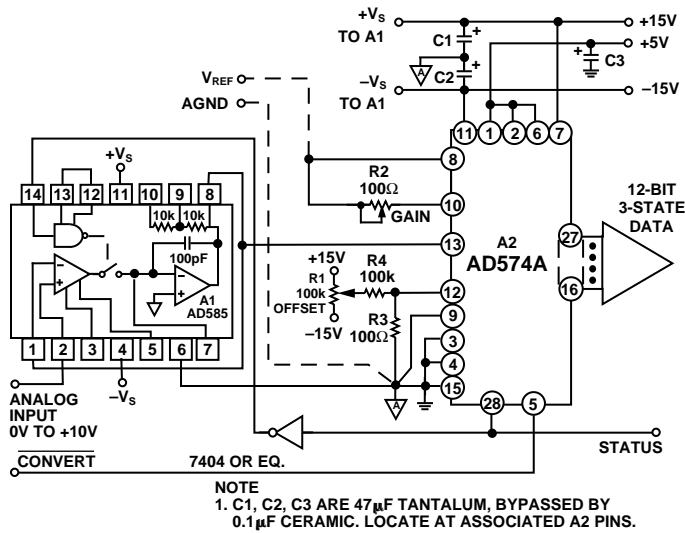 +VS
TO A1
C1
+
+15V
+5V
+
C3
A
C2
+
–VS
TO A1
–15V
VREF
AGND
11
1
2
6
7
8
R2
100Ω
GAIN
10
+VS
14
13
12
11
10
9
8
10k
10k
100pF
A1
AD585
1
2
3
4
5
6
7
–VS
13
A2
AD574A
12-BIT
3-STATE
DATA
27
16
+15V
R1
100k
OFFSET
–15V
R4
100k
R3
100Ω
12
9
3
4
15
A
28
5
ANALOG
INPUT
0V TO +10V
CONVERT
7404 OR EQ.
STATUS
NOTE
1. C1, C2, C3 ARE 47μF TANTALUM, BYPASSED BY
0.1μF CERAMIC. LOCATE AT ASSOCIATED A2 PINS.